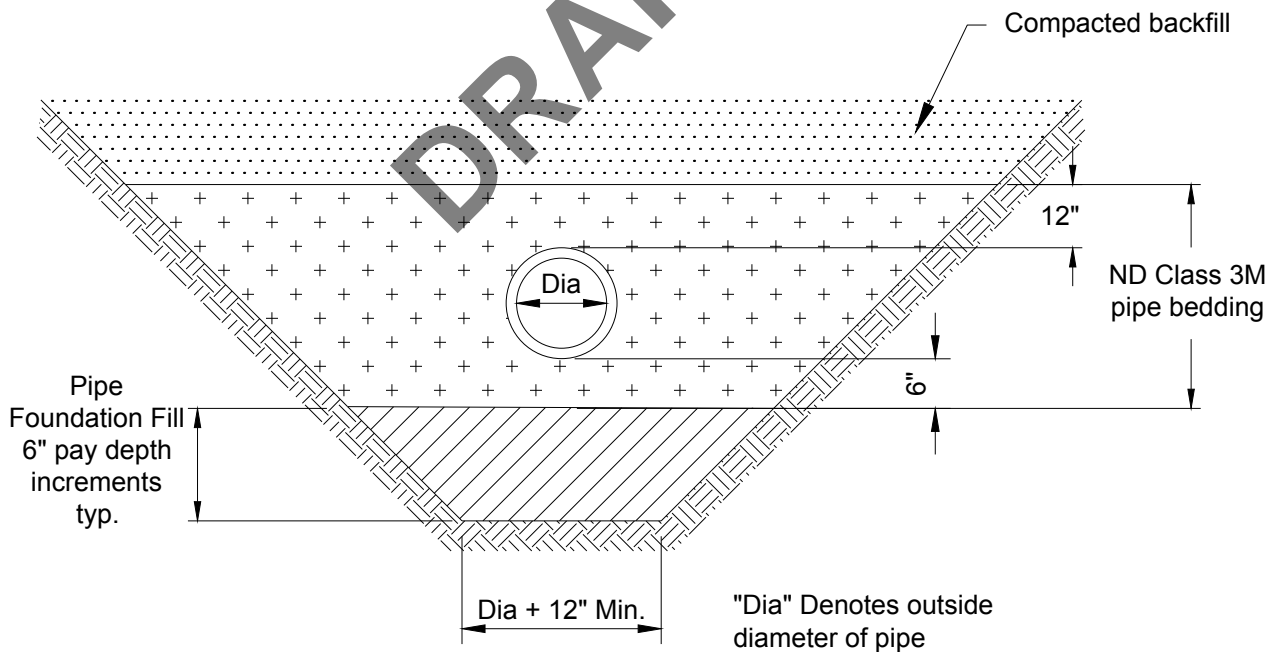 Compacted backfill
DRA
12"
Dia
ND Class 3M
pipe bedding
6"
Pipe
Foundation Fill
6" pay depth
increments
typ.
Dia + 12" Min.
"Dia" Denotes outside
diameter of pipe